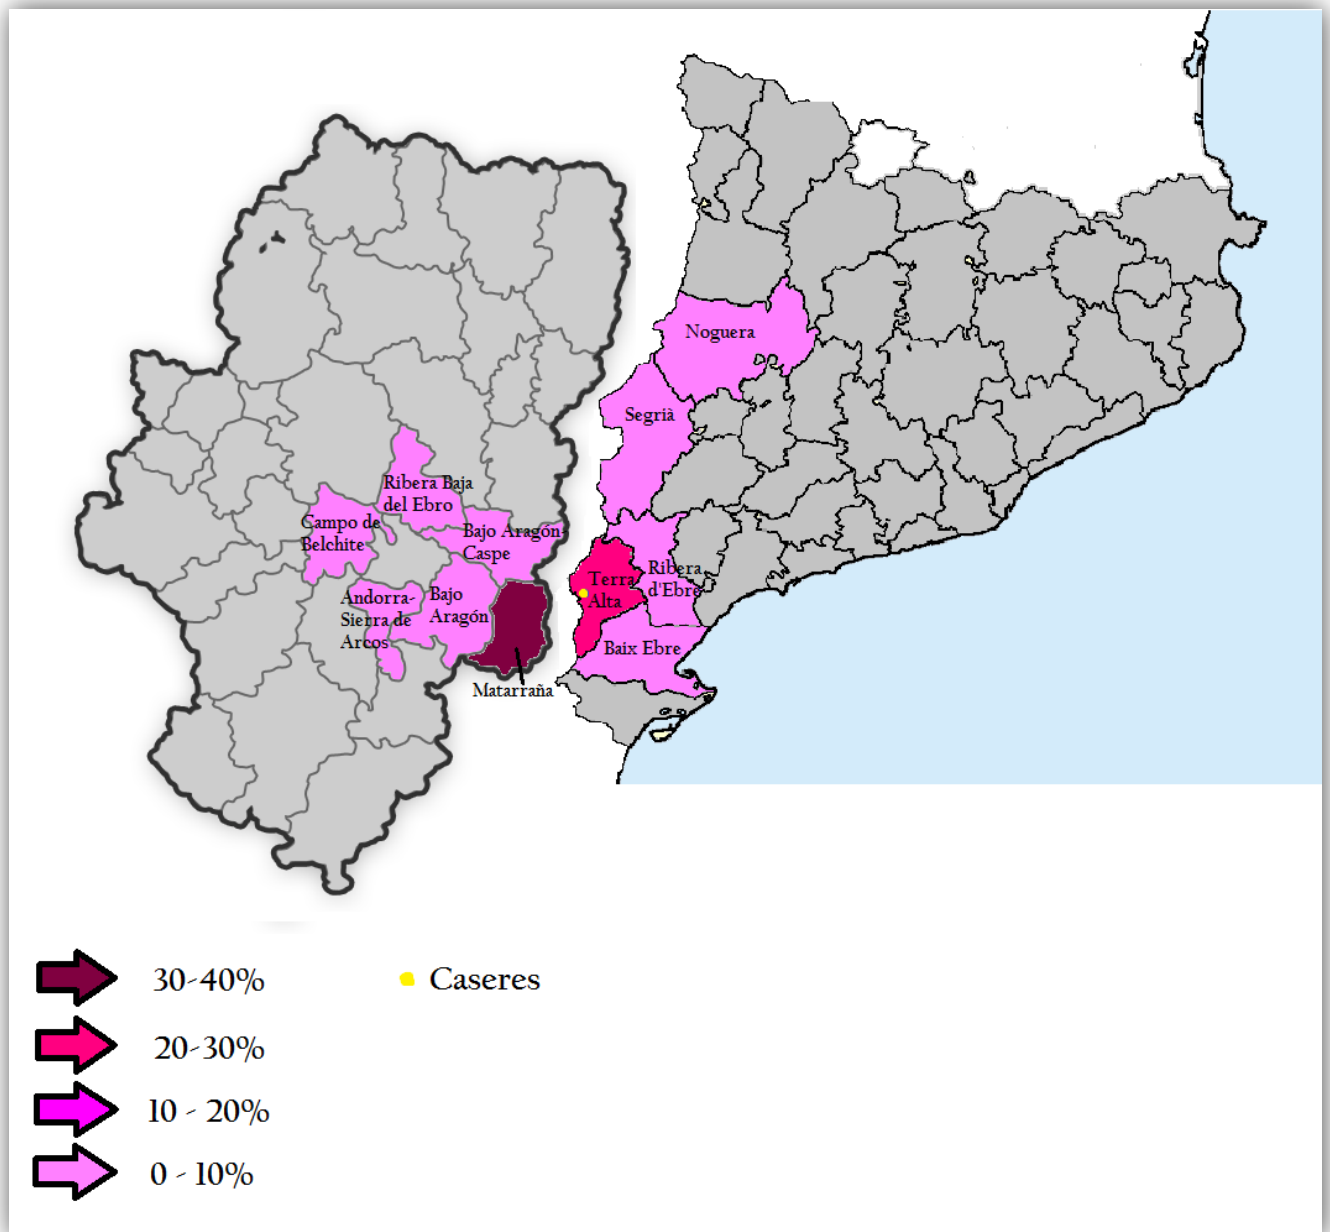 Noguera
Segrià
Ribera Baja
del Ebro
Campo de
Belchite
Bajo Aragón-
Caspe
Andorra-
Sierra de
Arcos
Bajo
Aragón
Matarraña
Terra
Alta
Ribera
d'Ebre
Baix Ebre
30-40%
Caseres
20-30%
10 - 20%
0 - 10%